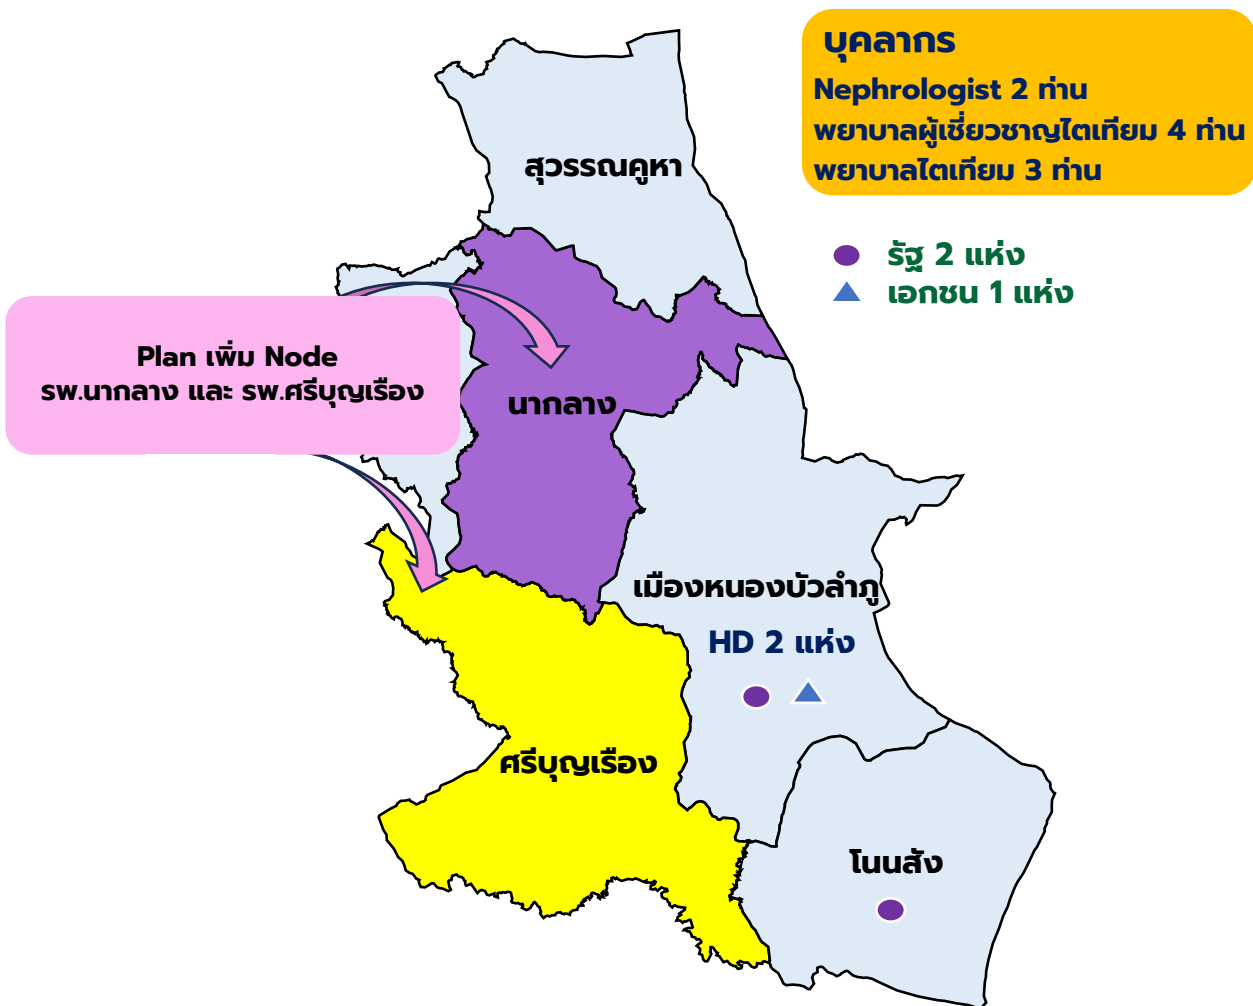 บุคลากร
Nephrologist 2 ท่าน
พยาบาลผู้เชี่ยวชาญไตเทียม 4 ท่าน
พยาบาลไตเทียม 3 ท่าน
รัฐ 2 แห่ง
เอกชน 1 แห่ง
สุวรรณคูหา
Plan เพิ่ม Node
รพ.นากลาง และ รพ.ศรีบุญเรือง
นากลาง
เมืองหนองบัวลำภู
HD 2 แห่ง
ศรีบุญเรือง
โนนสัง